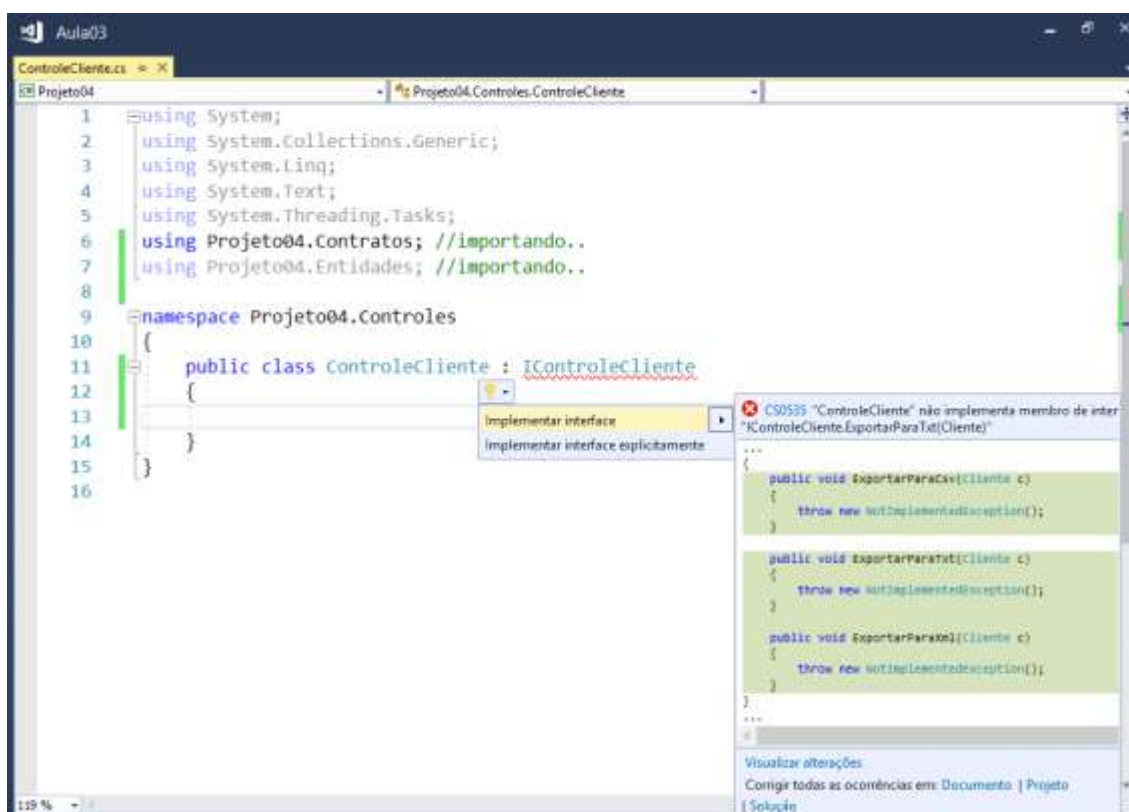 Aula03
ControleCliente.cs
Projeto04
Projeto04.Controles.ControleCliente
1 using System;
2 using System.Collections.Generic;
3 using System.Linq;
4 using System.Text;
5 using System.Threading.Tasks;
6 using Projeto04.Contratos; //importando..
7 using Projeto04.Entidades; //importando..
8
9 namespace Projeto04.Controles
10 {
11 public class ControleCliente : IControleCliente
12 {
13
14 }
15 }
16
Implementar interface
Implementar interface explicitamente
CS0535 "ControleCliente" não implementa membro de inter
"IControleCliente.ExportarParaTxt(Cliente)"
...
{
public void ExportarParaCsv(Cliente c)
{
throw new NotImplementedException();
}
public void ExportarParaTxt(Cliente c)
{
throw new NotImplementedException();
}
public void ExportarParaXml(Cliente c)
{
throw new NotImplementedException();
}
}
...
Visualizar alterações
Corrigir todas as ocorrências em: Documento | Projeto
| Solução
119 %